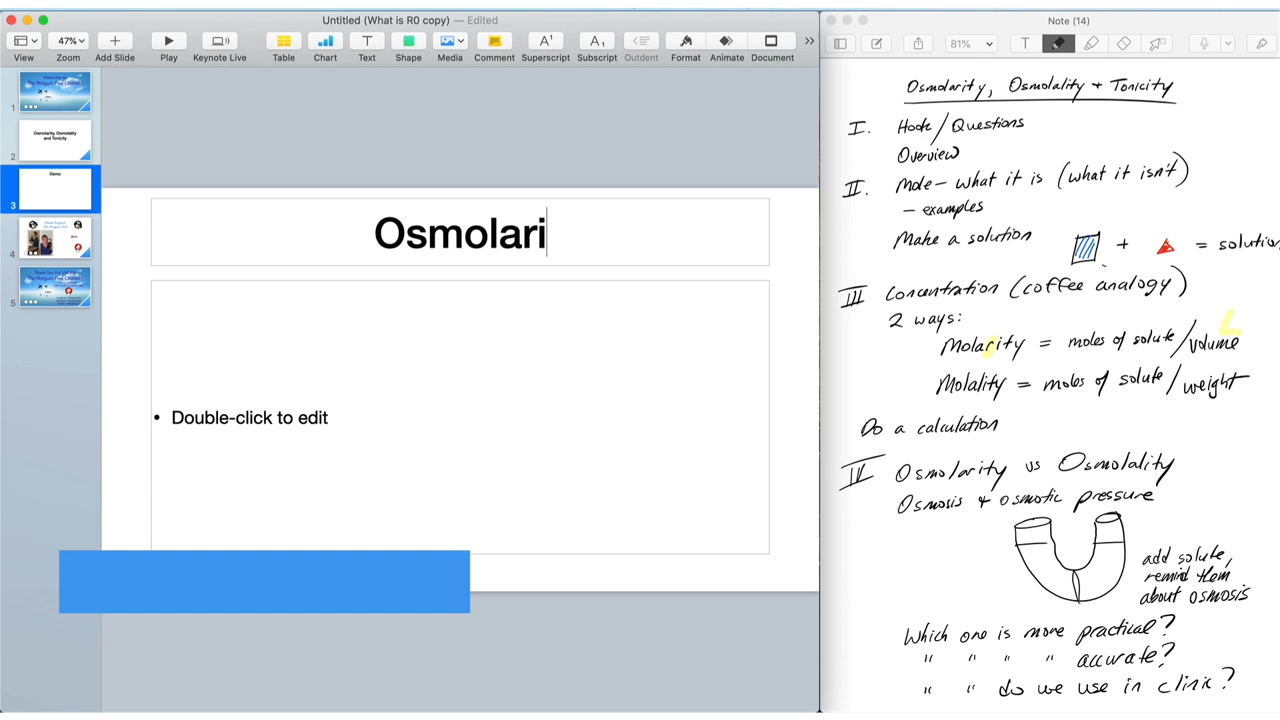 Untitled (What is R0 copy) — Edited
47%
View Zoom Add Slide Play Keynote Live Table Chart Text Shape Media Comment Superscript Subscript Outdent Format Animate Document
1
2
Osmolarity, Osmolality
and Tonicity
3
Osmo
4
5
Osmolari
• Double-click to edit
Note (14)
81%
Osmolarity, Osmolality + Tonicity
I. Hook/Questions
Overview
II. Mole – what it is (what it isn't)
– examples
Make a solution + = solution
III Concentration (coffee analogy)
2 ways:
L
Molarity = moles of solute/volume
Molality = moles of solute/weight
Do a calculation
IV Osmolarity vs Osmolality
Osmosis + osmotic pressure
add solute,
remind them
about osmosis
Which one is more practical?
" " " " accurate?
" " do we use in clinic?